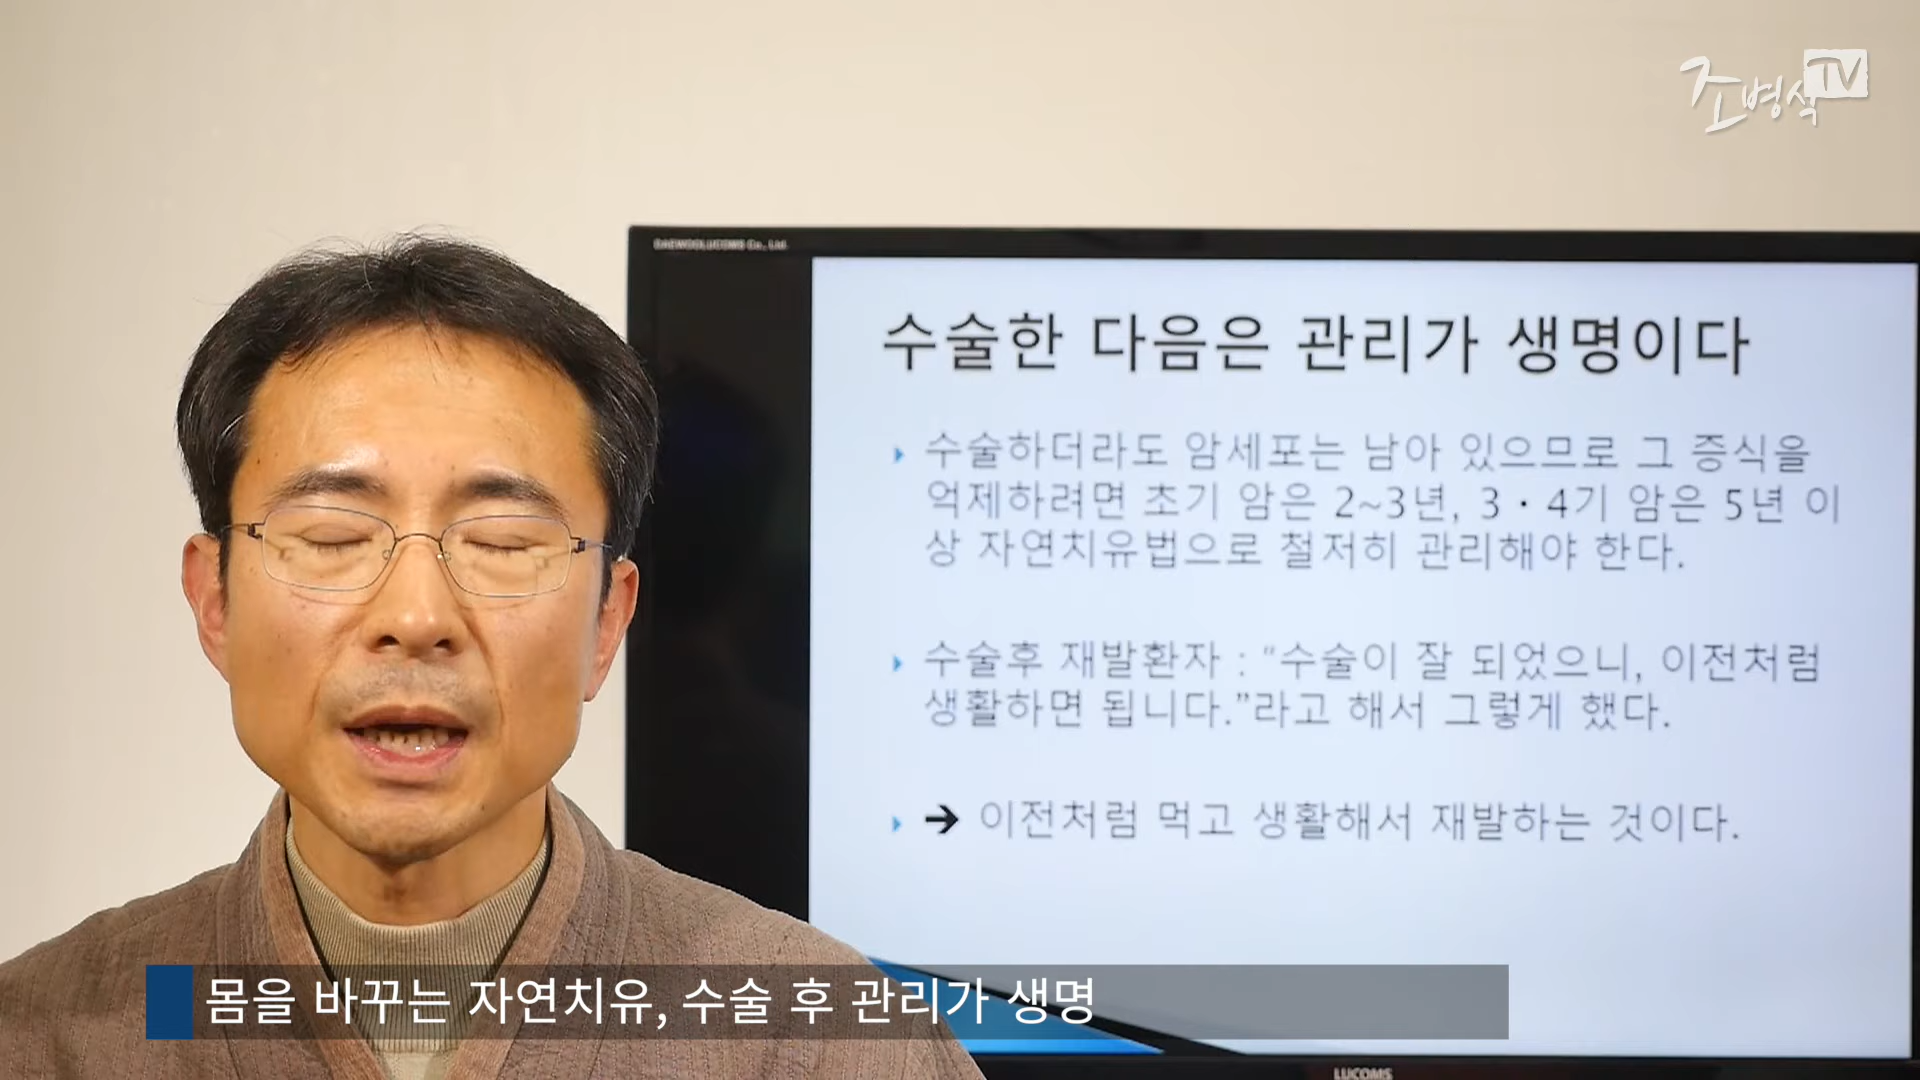 조병식TV
DAEWOOLUCOMS Co., Ltd
수술한 다음은 관리가 생명이다
수술하더라도 암세포는 남아 있으므로 그 증식을
억제하려면 초기 암은 2~3년, 3・4기 암은 5년 이
상 자연치유법으로 철저히 관리해야 한다.
수술후 재발환자 : “수술이 잘 되었으니, 이전처럼
생활하면 됩니다.”라고 해서 그렇게 했다.
➔ 이전처럼 먹고 생활해서 재발하는 것이다.
몸을 바꾸는 자연치유, 수술 후 관리가 생명
LUCOMS